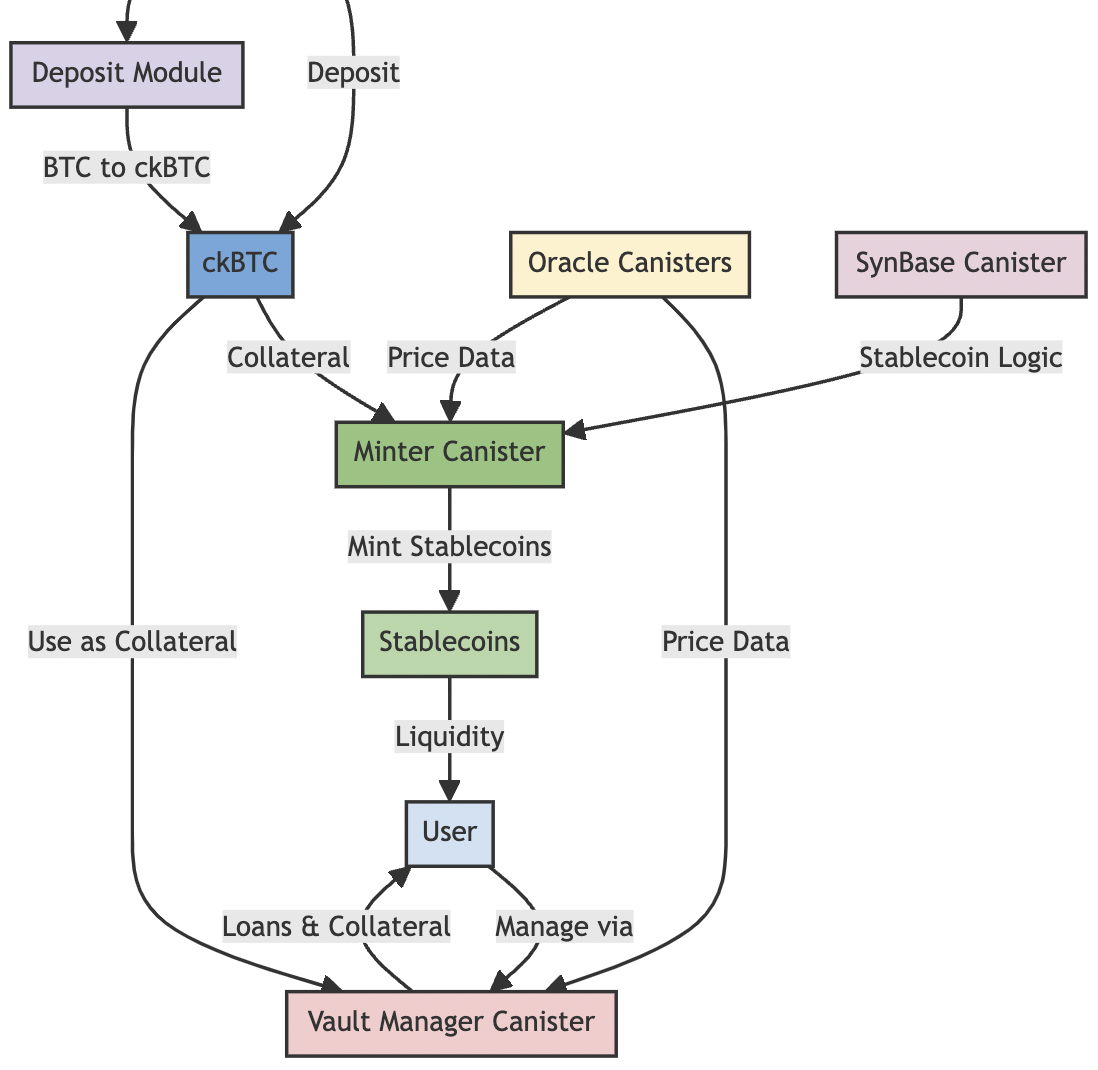 Deposit Module
Deposit
BTC to ckBTC
ckBTC
Oracle Canisters
SynBase Canister
Collateral
Price Data
Stablecoin Logic
Minter Canister
Mint Stablecoins
Use as Collateral
Stablecoins
Price Data
Liquidity
User
Loans & Collateral
Manage via
Vault Manager Canister